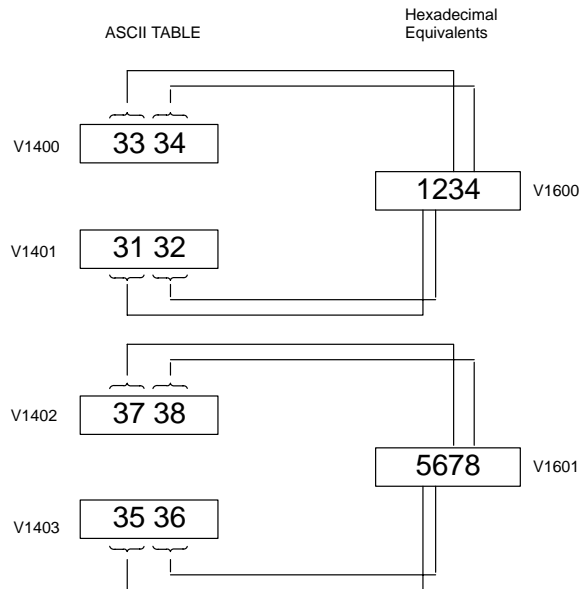 ASCII TABLE
Hexadecimal
Equivalents
V1400
33 34
1234
V1600
V1401
31 32
V1402
37 38
5678
V1601
V1403
35 36